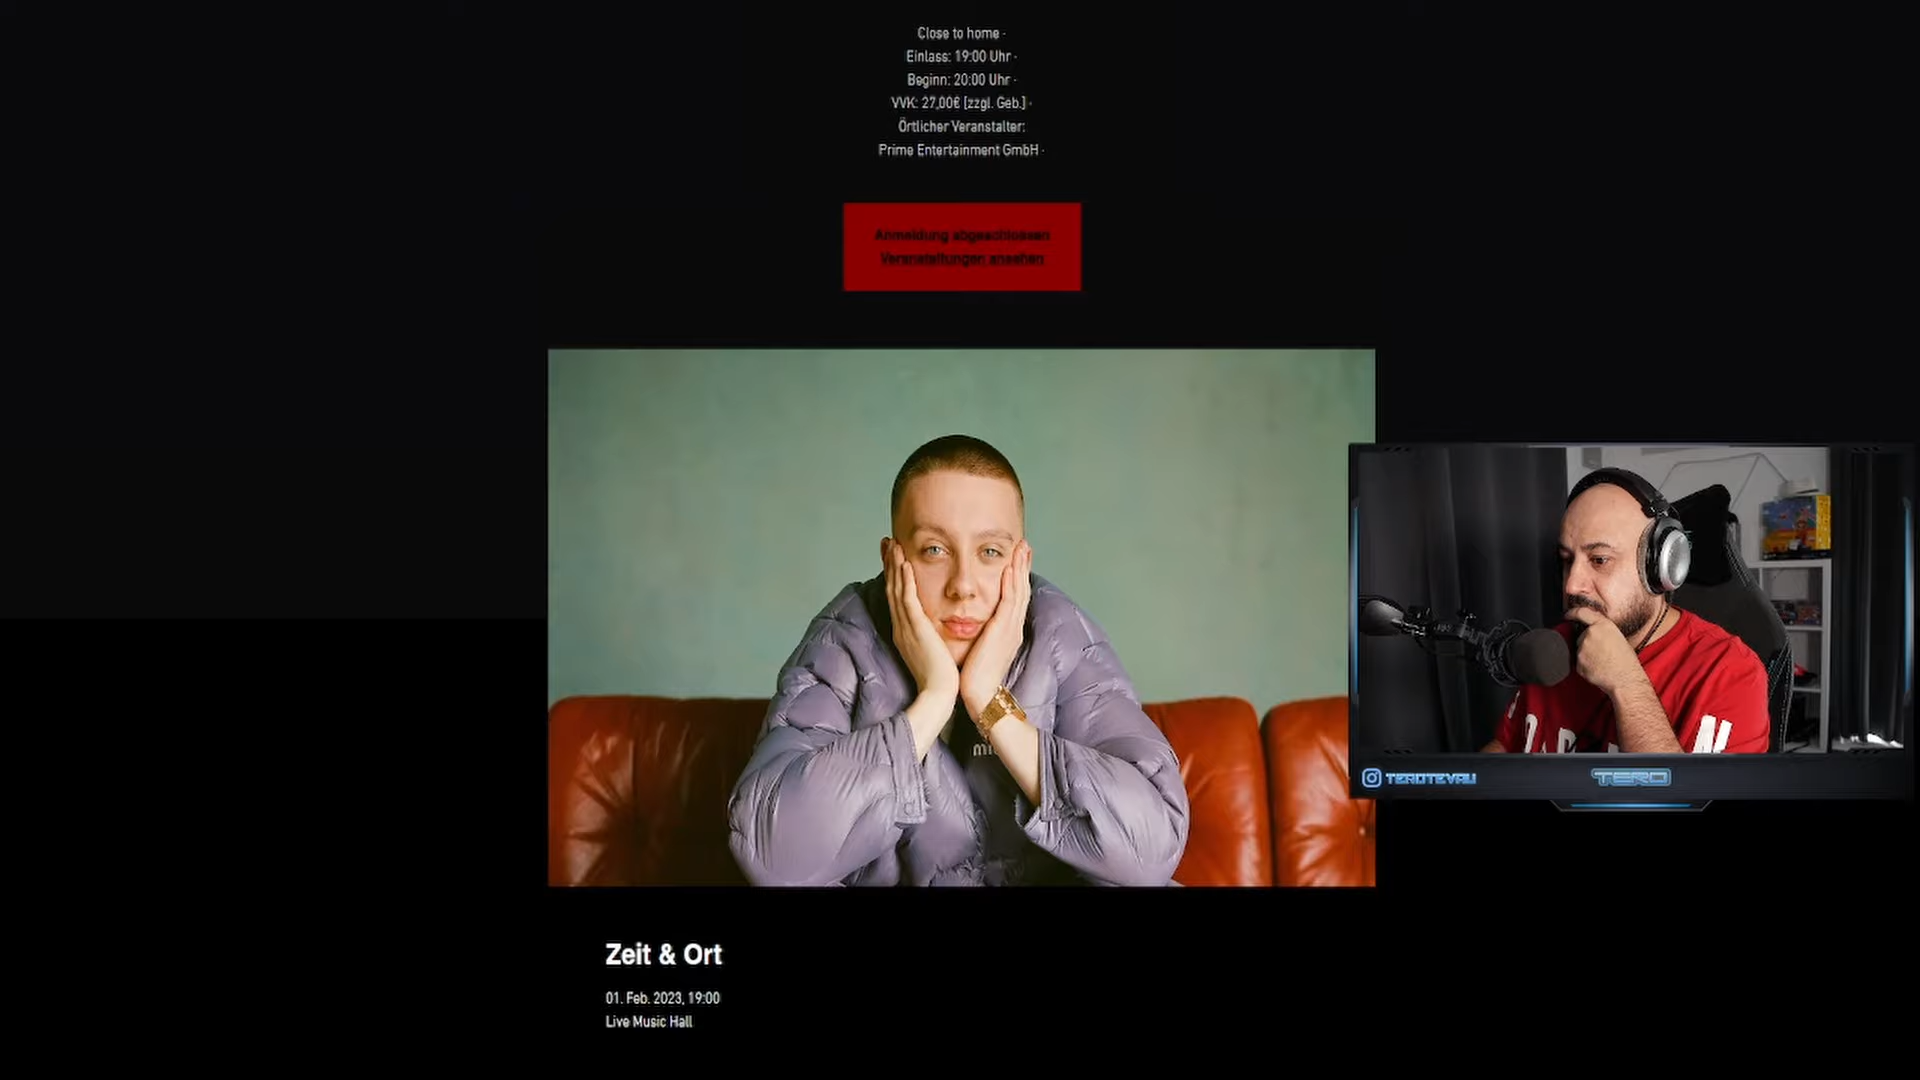 Close to home ·
Einlass: 19:00 Uhr ·
Beginn: 20:00 Uhr ·
VVK: 27,00€ [zzgl. Geb.] ·
Örtlicher Veranstalter:
Prime Entertainment GmbH ·
Anmeldung abgeschlossen
Veranstaltungen ansehen
TEROTEVAU
TERO
Zeit & Ort
01. Feb. 2023, 19:00
Live Music Hall